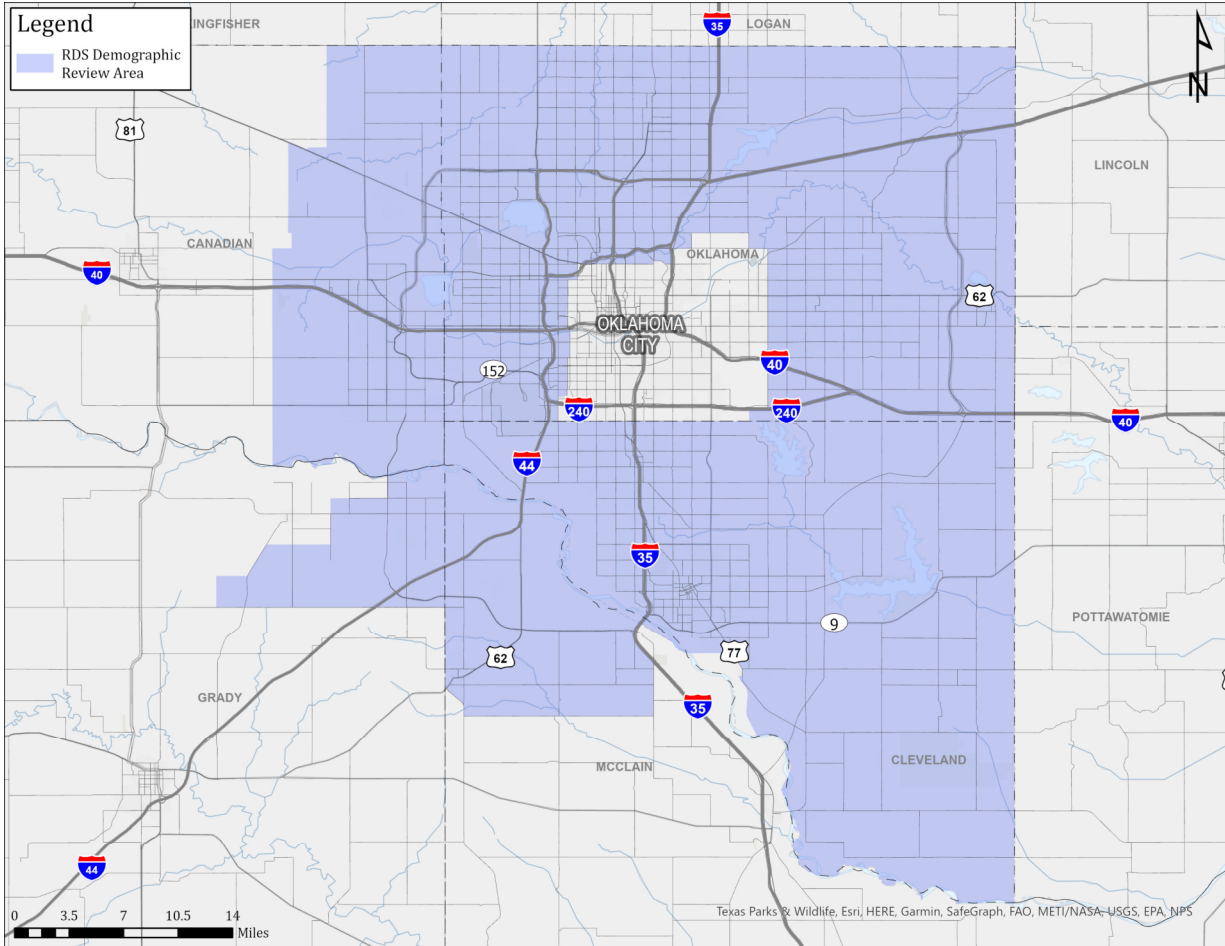 Legend
RDS Demographic
Review Area
KINGFISHER
35
LOGAN
N
81
LINCOLN
CANADIAN
OKLAHOMA
40
62
OKLAHOMA
CITY
40
152
240
240
40
44
35
9
POTTAWATOMIE
62
77
GRADY
35
MCCLAIN
CLEVELAND
44
0 3.5 7 10.5 14
Miles
Texas Parks & Wildlife, Esri, HERE, Garmin, SafeGraph, FAO, METI/NASA, USGS, EPA, NPS